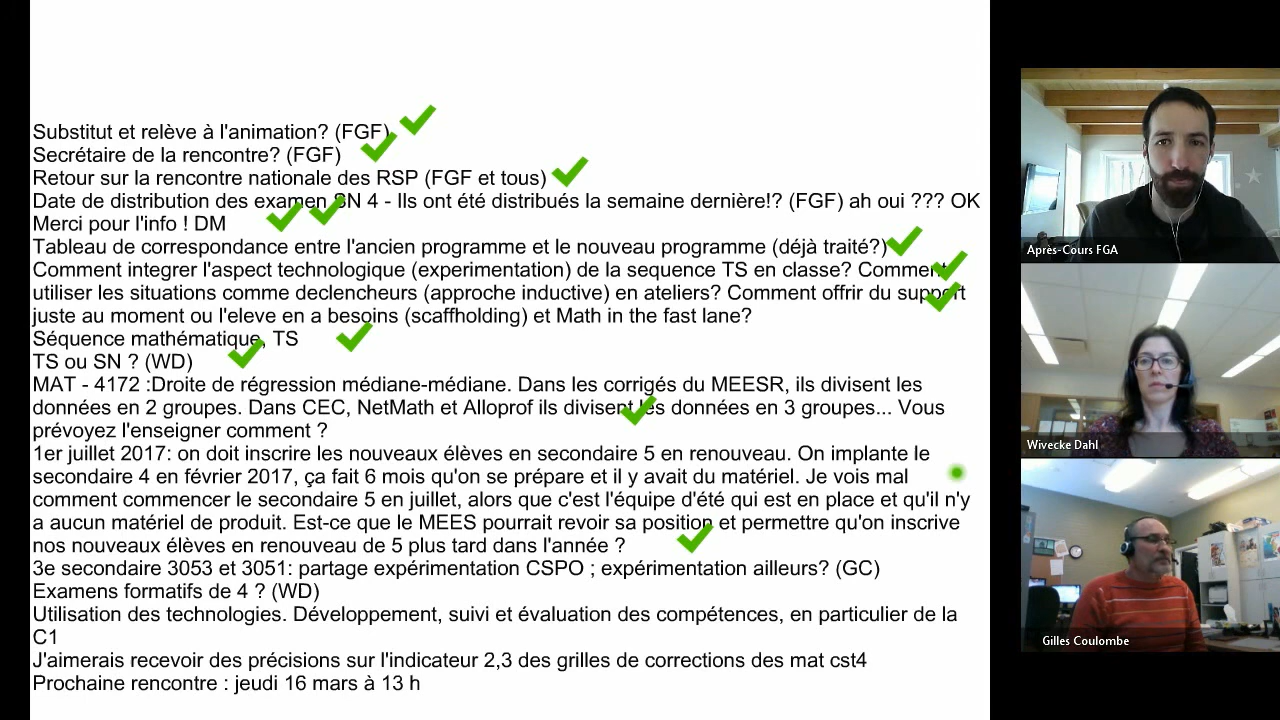 Substitut et relève à l'animation? (FGF)
Secrétaire de la rencontre? (FGF)
Retour sur la rencontre nationale des RSP (FGF et tous)
Date de distribution des examen SN 4 - Ils ont été distribués la semaine dernière!? (FGF) ah oui ??? OK
Merci pour l'info ! DM
Tableau de correspondance entre l'ancien programme et le nouveau programme (déjà traité?)
Comment integrer l'aspect technologique (experimentation) de la sequence TS en classe? Comment
utiliser les situations comme declencheurs (approche inductive) en ateliers? Comment offrir du support
juste au moment ou l'eleve en a besoins (scaffholding) et Math in the fast lane?
Séquence mathématique, TS
TS ou SN ? (WD)
MAT - 4172 :Droite de régression médiane-médiane. Dans les corrigés du MEESR, ils divisent les
données en 2 groupes. Dans CEC, NetMath et Alloprof ils divisent les données en 3 groupes... Vous
prévoyez l'enseigner comment ?
1er juillet 2017: on doit inscrire les nouveaux élèves en secondaire 5 en renouveau. On implante le
secondaire 4 en février 2017, ça fait 6 mois qu'on se prépare et il y avait du matériel. Je vois mal
comment commencer le secondaire 5 en juillet, alors que c'est l'équipe d'été qui est en place et qu'il n'y
a aucun matériel de produit. Est-ce que le MEES pourrait revoir sa position et permettre qu'on inscrive
nos nouveaux élèves en renouveau de 5 plus tard dans l'année ?
3e secondaire 3053 et 3051: partage expérimentation CSPO ; expérimentation ailleurs? (GC)
Examens formatifs de 4 ? (WD)
Utilisation des technologies. Développement, suivi et évaluation des compétences, en particulier de la
C1
J'aimerais recevoir des précisions sur l'indicateur 2,3 des grilles de corrections des mat cst4
Prochaine rencontre : jeudi 16 mars à 13 h
Après-Cours FGA
Wivecke Dahl
Gilles Coulombe